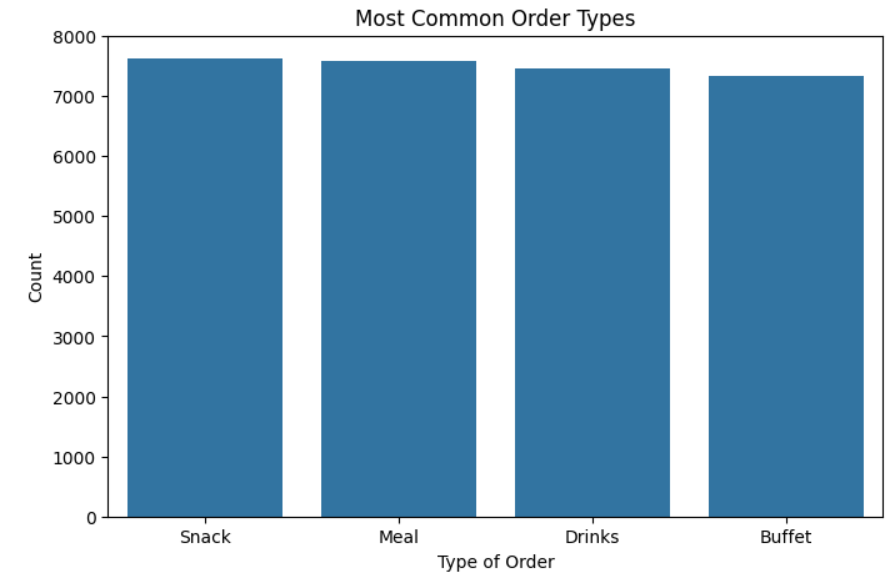 Most Common Order Types
8000
7000
6000
5000
4000
3000
2000
1000
0
Count
Snack Meal Drinks Buffet
Type of Order